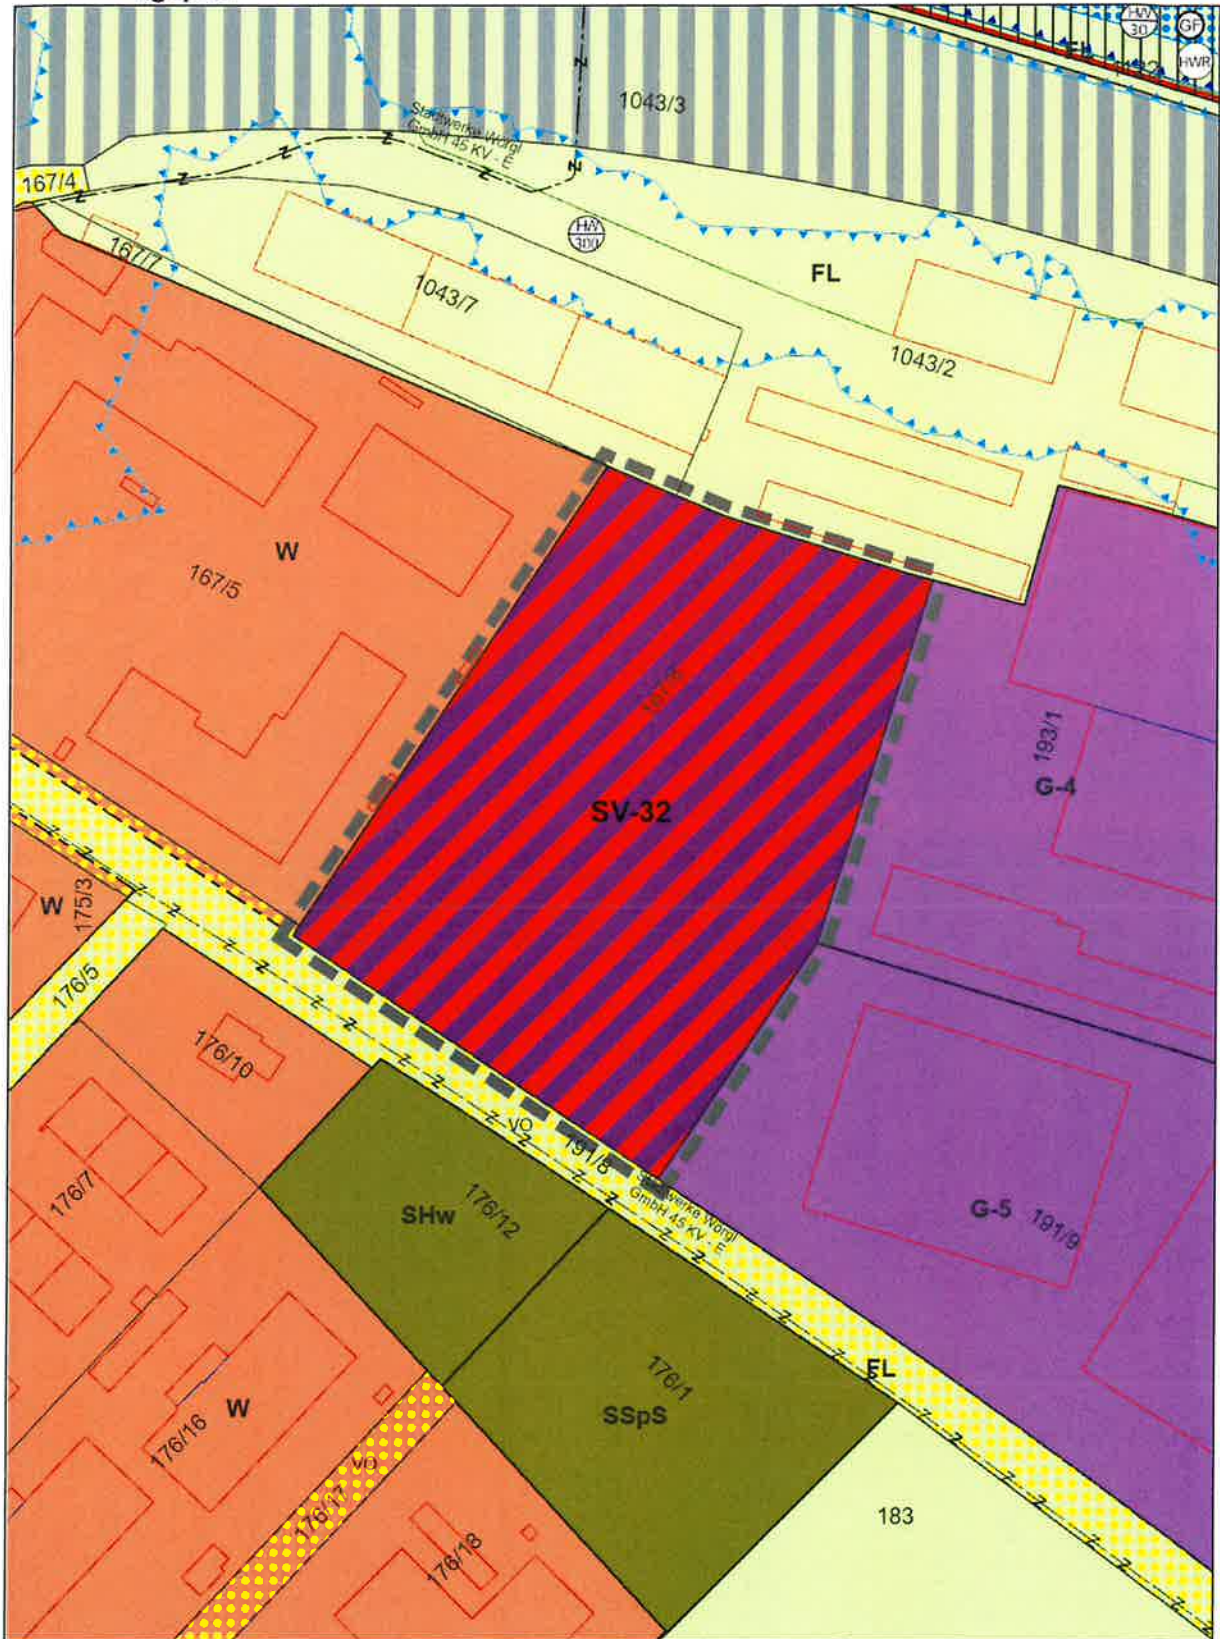 HW
30
GF
HWR
FL
1043/3
Stadtwerke Wörgl
GmbH 45 KV - E
167/4
HW
300
167/7
FL
1043/7
1043/2
W
167/5
193/1
G-4
SV-32
W
175/3
176/5
176/10
VO
191/8
Stadtwerke Wörgl
GmbH 45 KV - E
176/7
SHw
176/12
G-5
191/9
FL
176/1
SSpS
W
176/16
VO
176/17
183
176/18